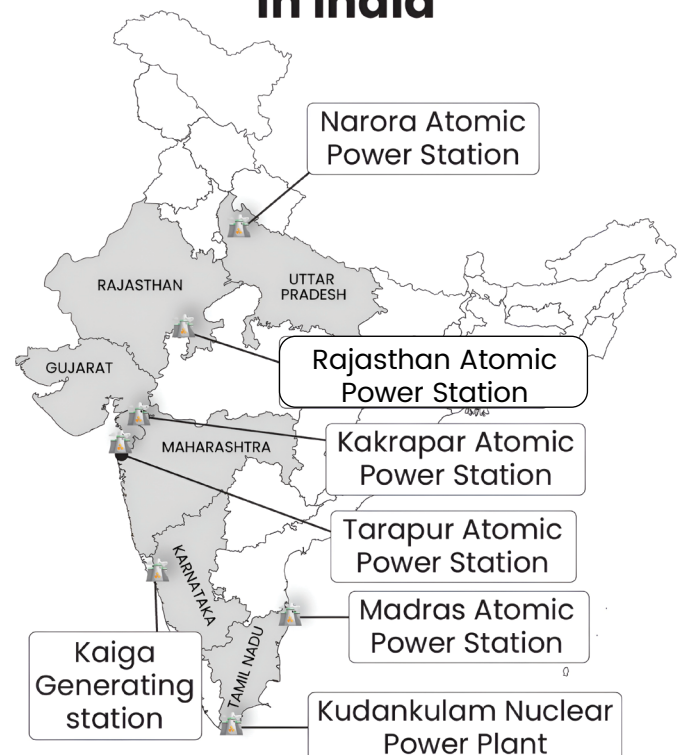 in India
Narora Atomic
Power Station
RAJASTHAN
UTTAR
PRADESH
Rajasthan Atomic
Power Station
GUJARAT
MAHARASHTRA
Kakrapar Atomic
Power Station
Tarapur Atomic
Power Station
KARNATAKA
Madras Atomic
Power Station
TAMIL NADU
Kaiga
Generating
station
Kudankulam Nuclear
Power Plant